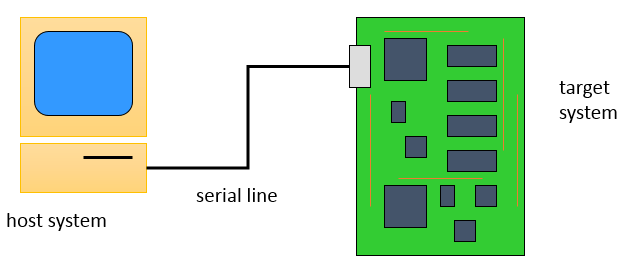 target
system
serial line
host system